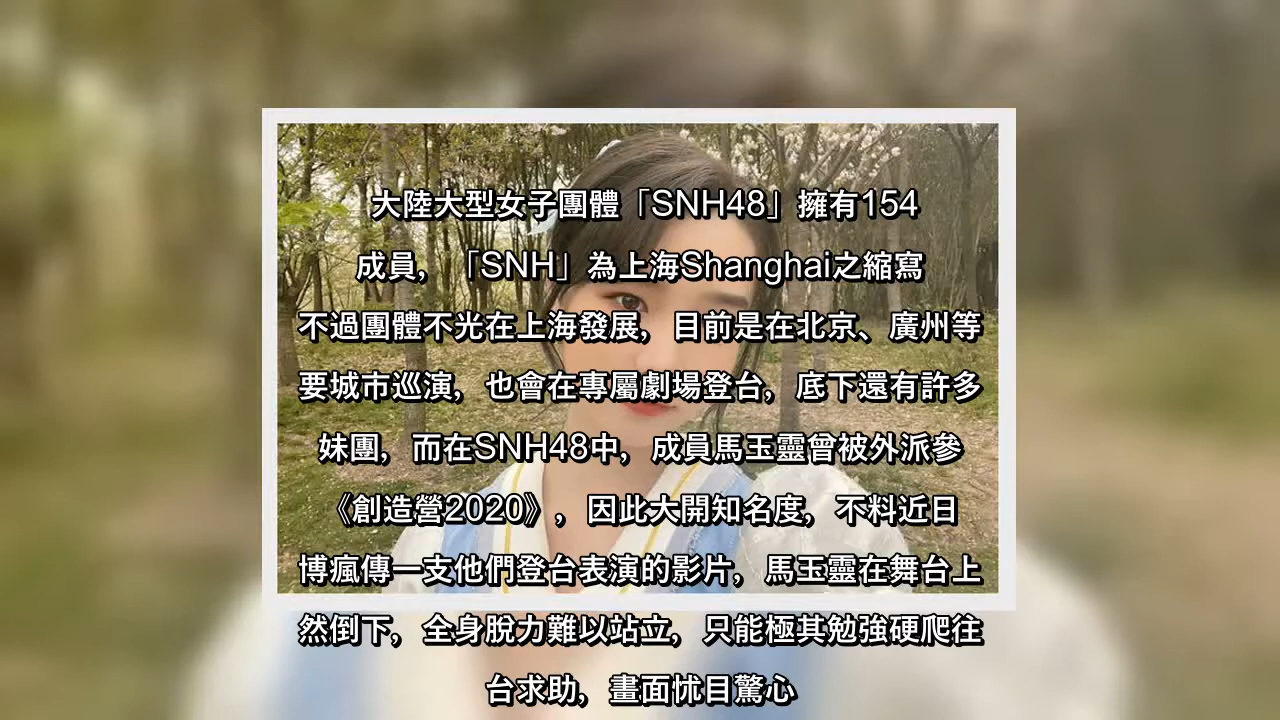 大陸大型女子團體「SNH48」擁有154
成員，「SNH」為上海Shanghai之縮寫
不過團體不光在上海發展，目前是在北京、廣州等
要城市巡演，也會在專屬劇場登台，底下還有許多
妹團，而在SNH48中，成員馬玉靈曾被外派參
《創造營2020》，因此大開知名度，不料近日
博瘋傳一支他們登台表演的影片，馬玉靈在舞台上
然倒下，全身脫力難以站立，只能極其勉強硬爬往
台求助，畫面怵目驚心